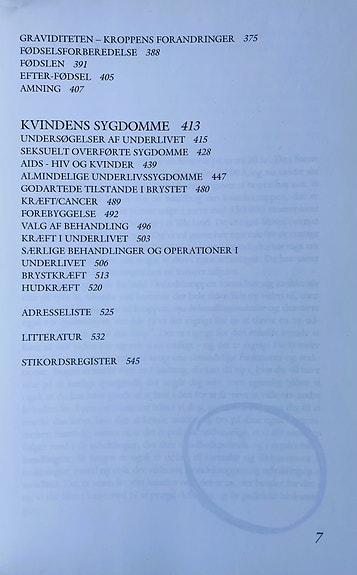 GRAVIDITETEN – KROPPENS FORANDRINGER 375
FØDSELSFORBEREDELSE 388
FØDSLEN 391
EFTER-FØDSEL 405
AMNING 407
KVINDENS SYGDOMME 413
UNDERSØGELSER AF UNDERLIVET 415
SEKSUELT OVERFØRTE SYGDOMME 428
AIDS - HIV OG KVINDER 439
ALMINDELIGE UNDERLIVSSYGDOMME 447
GODARTEDE TILSTANDE I BRYSTET 480
KRÆFT/CANCER 489
FOREBYGGELSE 492
VALG AF BEHANDLING 496
KRÆFT I UNDERLIVET 503
SÆRLIGE BEHANDLINGER OG OPERATIONER I
UNDERLIVET 506
BRYSTKRÆFT 513
HUDKRÆFT 520
ADRESSELISTE 525
LITTERATUR 532
STIKORDSREGISTER 545
7